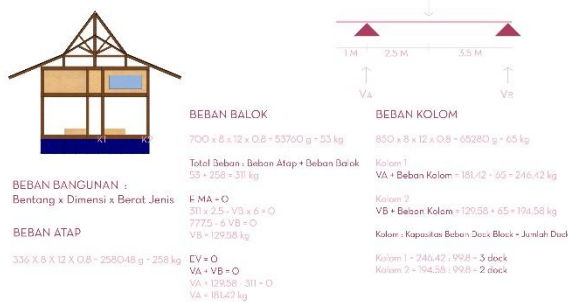 1 M
2.5 M
3.5 M
VA
VB
K1
BEBAN BANGUNAN :
Bentang x Dimensi x Berat Jenis
BEBAN ATAP
336 X 8 X 12 X 0.8 = 258048 g = 258 kg
BEBAN BALOK
700 x 8 x 12 x 0.8 = 53760 g = 53 kg
Total Beban : Beban Atap + Beban Balok
53 + 258 = 311 kg
E MA = 0
311 x 2.5 - VB x 6 = 0
777.5 - 6 VB = 0
VB = 129.58 kg
EV = 0
VA + VB = 0
VA + 129.58 - 311 = 0
VA = 181.42 kg
BEBAN KOLOM
850 x 8 x 12 x 0.8 = 65280 g = 65 kg
Kolom 1
VA + Beban Kolom = 181.42 + 65 = 246.42 kg
Kolom 2
VB + Beban Kolom = 129.58 + 65 = 194.58 kg
Kolom : Kapasitas Beban Dock Block = Jumlah Dock
Kolom 1 = 246.42 : 99.8 = 3 dock
Kolom 2 = 194.58 : 99.8 = 2 dock